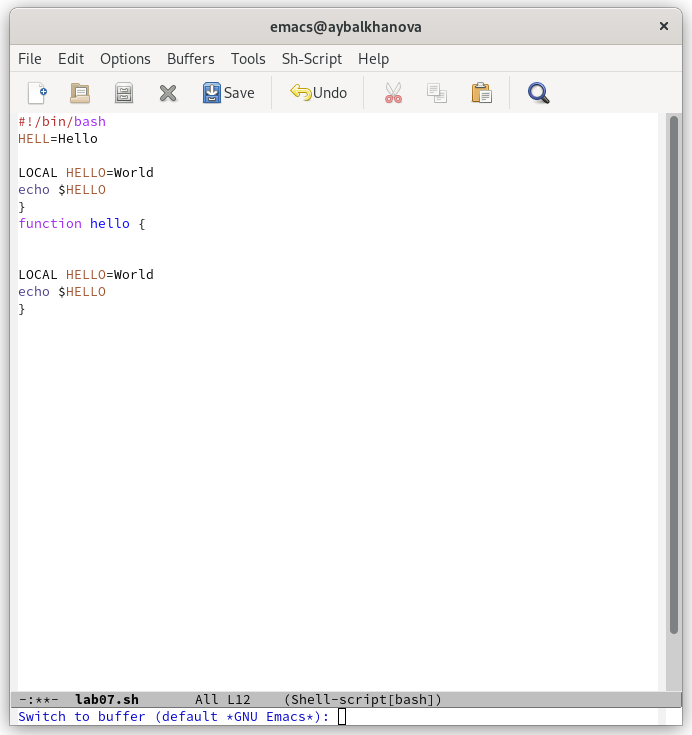 emacs@aybalkhanova ×
File Edit Options Buffers Tools Sh-Script Help
Save Undo
#!/bin/bash
HELL=Hello
LOCAL HELLO=World
echo $HELLO
}
function hello {
LOCAL HELLO=World
echo $HELLO
}
-:**- lab07.sh All L12 (Shell-script[bash])
Switch to buffer (default *GNU Emacs*):